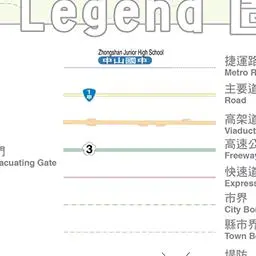 Legend 圖
Zhongshan Junior High School
中山國中
捷運路
Metro R
1
主要道
Road
高架道
Viaduct
3
高速公
Freeway
門
acuating Gate
快速道
Express
市界
City Bo
縣市界
Town B
堤防